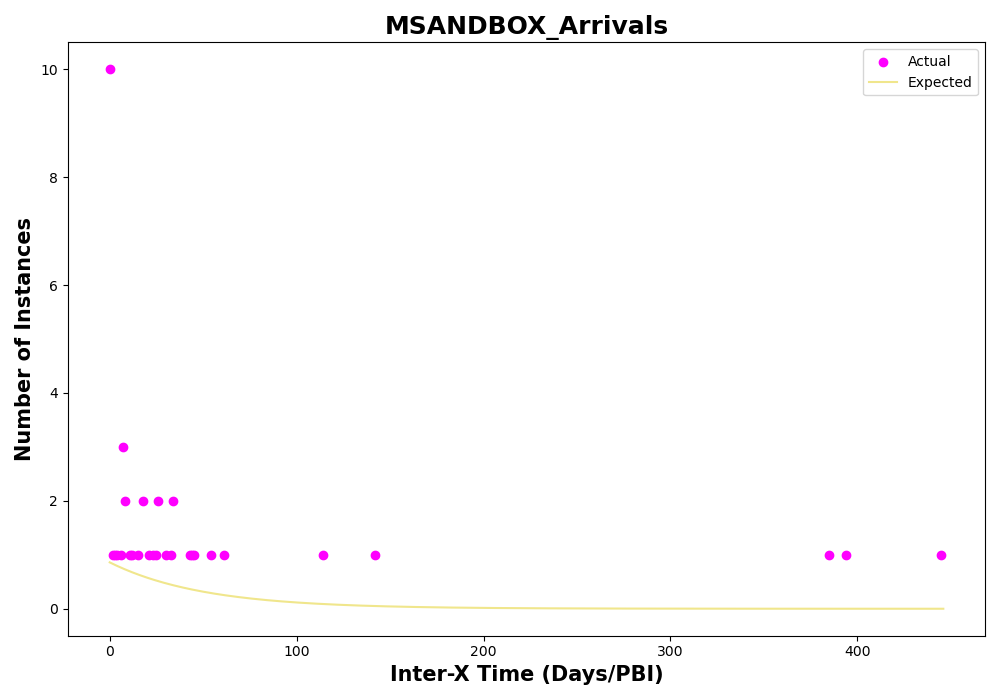 MSANDBOX_Arrivals
Actual
Expected
Number of Instances
10
8
6
4
2
0
0
100
200
300
400
Inter-X Time (Days/PBI)